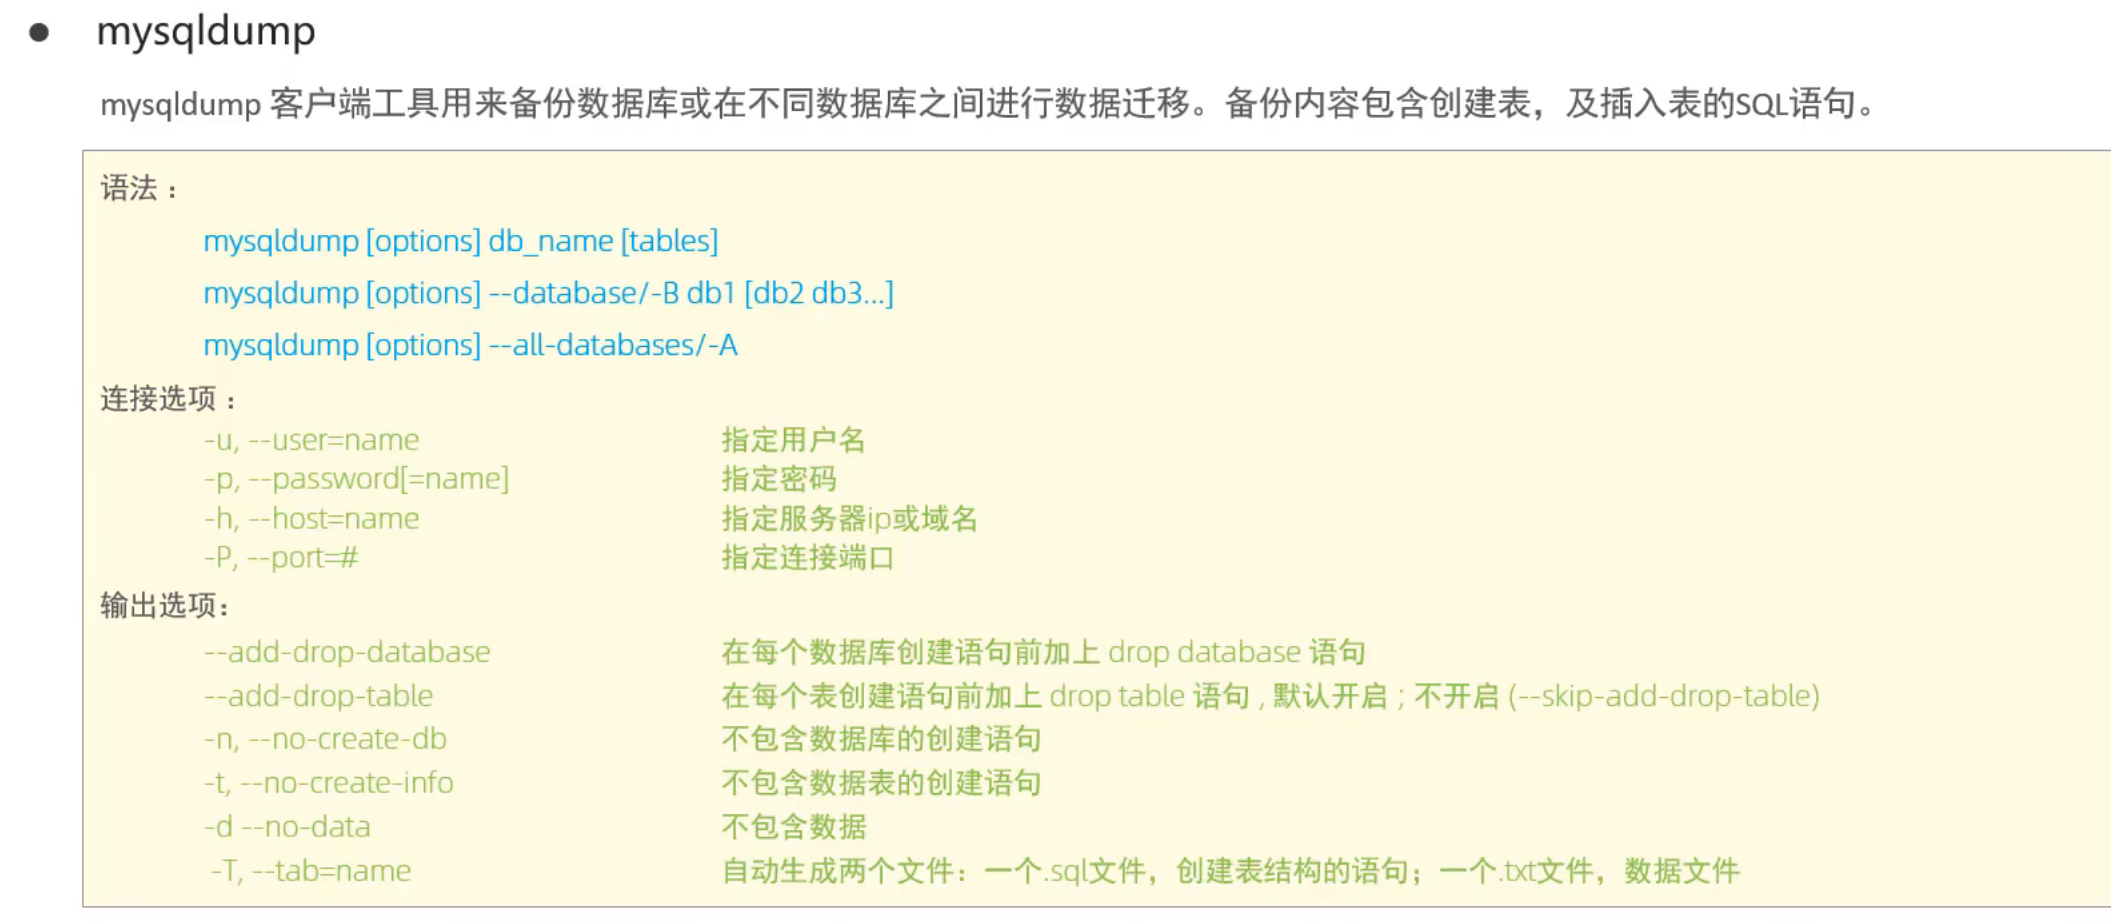 ● mysqldump
mysqldump 客户端工具用来备份数据库或在不同数据库之间进行数据迁移。备份内容包含创建表，及插入表的SQL语句。
语法：
mysqldump [options] db_name [tables]
mysqldump [options] --database/-B db1 [db2 db3...]
mysqldump [options] --all-databases/-A
连接选项：
-u, --user=name 指定用户名
-p, --password[=name] 指定密码
-h, --host=name 指定服务器ip或域名
-P, --port=# 指定连接端口
输出选项：
--add-drop-database 在每个数据库创建语句前加上 drop database 语句
--add-drop-table 在每个表创建语句前加上 drop table 语句 , 默认开启 ; 不开启 (--skip-add-drop-table)
-n, --no-create-db 不包含数据库的创建语句
-t, --no-create-info 不包含数据表的创建语句
-d --no-data 不包含数据
-T, --tab=name 自动生成两个文件：一个.sql文件，创建表结构的语句；一个.txt文件，数据文件